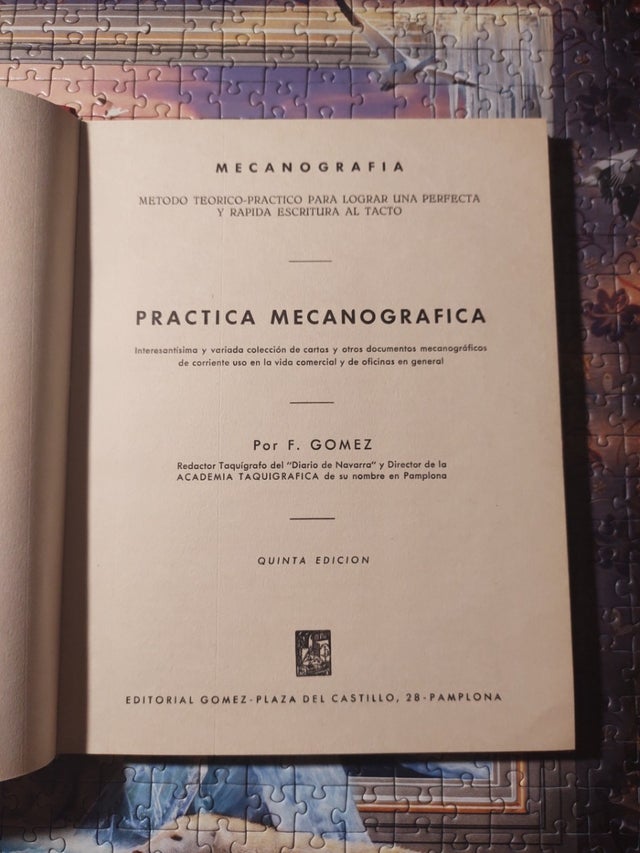 MECANOGRAFIA
METODO TEORICO-PRACTICO PARA LOGRAR UNA PERFECTA
Y RAPIDA ESCRITURA AL TACTO
PRACTICA MECANOGRAFICA
Interesantísima y variada colección de cartas y otros documentos mecanográficos
de corriente uso en la vida comercial y de oficinas en general
Por F. GOMEZ
Redactor Taquígrafo del "Diario de Navarra" y Director de la
ACADEMIA TAQUIGRAFICA de su nombre en Pamplona
QUINTA EDICION
EDITORIAL GOMEZ - PLAZA DEL CASTILLO, 28 - PAMPLONA